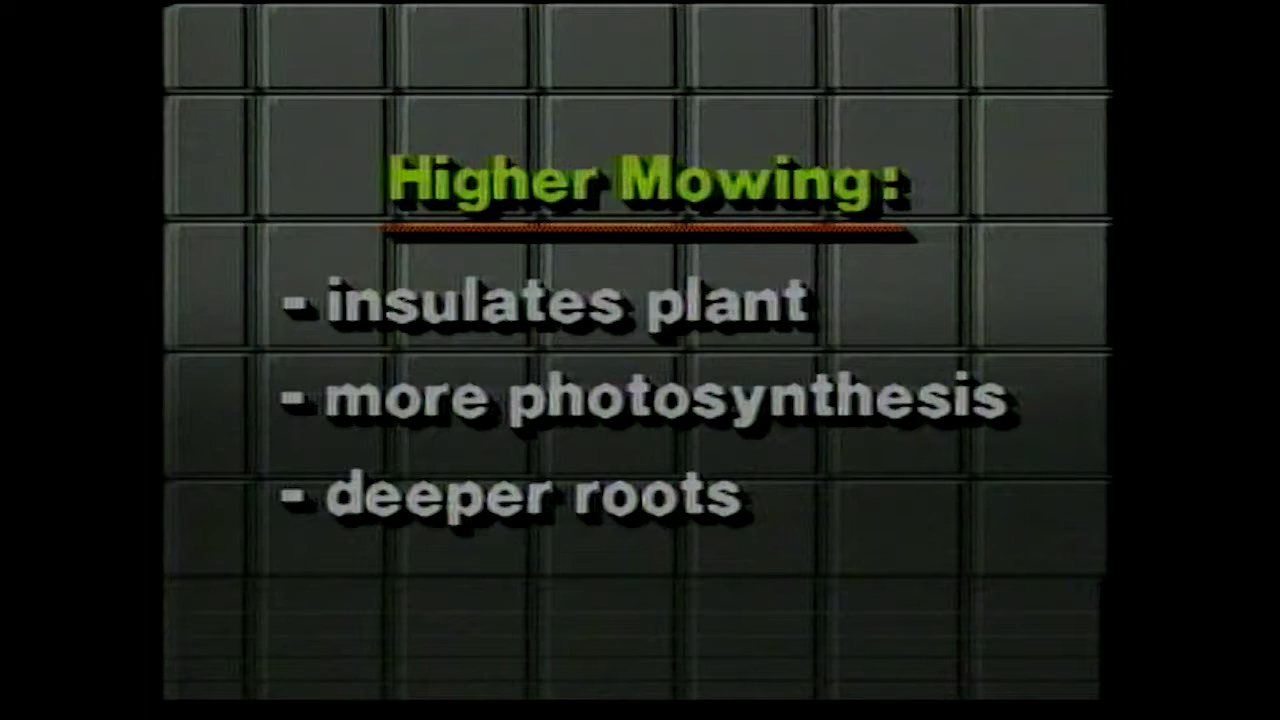 Higher Mowing:
- insulates plant
- more photosynthesis
- deeper roots